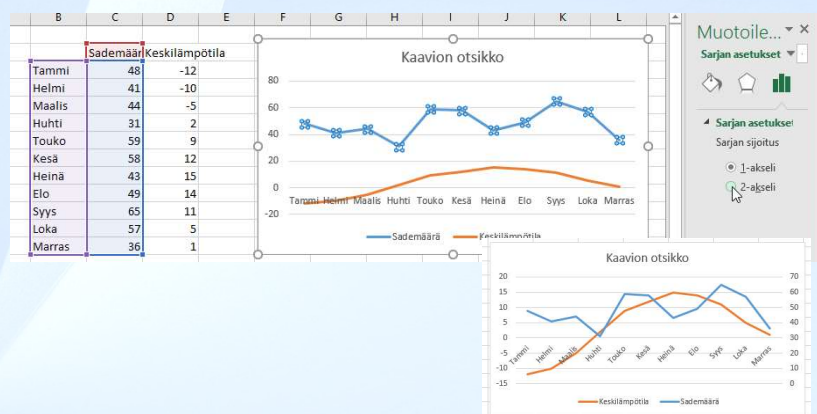 B C D E F G H I J K L
Sademäär Keskilämpötila
Tammi 48 -12
Helmi 41 -10
Maalis 44 -5
Huhti 31 2
Touko 59 9
Kesä 58 12
Heinä 43 15
Elo 49 14
Syys 65 11
Loka 57 5
Marras 36 1
Kaavion otsikko
80
60
40
20
0
-20
Tammi Helmi Maalis Huhti Touko Kesä Heinä Elo Syys Loka Marras
Sademäärä Keskilämpötila
Muotoile...
Sarjan asetukset
Sarjan asetukset
Sarjan sijoitus
1-akseli
2-akseli
Kaavion otsikko
20 70
15 60
10 50
5 40
0 30
-5 20
-10 10
-15 0
Tammi Helmi Maalis Huhti Touko Kesä Heinä Elo Syys Loka Marras
Keskilämpötila Sademäärä